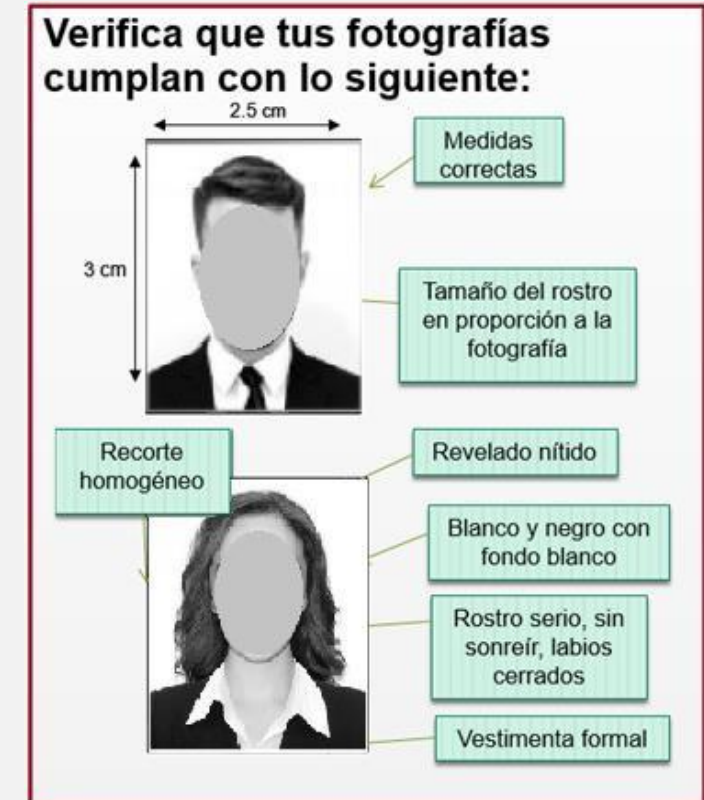 Verifica que tus fotografías
cumplan con lo siguiente:
2.5 cm
Medidas
correctas
3 cm
Tamaño del rostro
en proporción a la
fotografía
Recorte
homogéneo
Revelado nítido
Blanco y negro con
fondo blanco
Rostro serio, sin
sonreír, labios
cerrados
Vestimenta formal